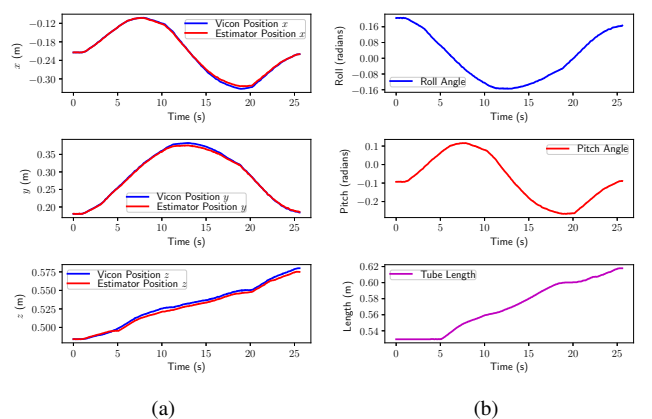 −0.12
−0.18
−0.24
−0.30
x (m)
Vicon Position x
Estimator Position x
0 5 10 15 20 25
Time (s)
0.35
0.30
0.25
0.20
y (m)
Vicon Position y
Estimator Position y
0 5 10 15 20 25
Time (s)
0.575
0.550
0.525
0.500
z (m)
Vicon Position z
Estimator Position z
0 5 10 15 20 25
Time (s)
(a)
0.16
0.08
0.00
−0.08
−0.16
Roll (radians)
Roll Angle
0 5 10 15 20 25
Time (s)
0.1
0.0
−0.1
−0.2
Pitch (radians)
Pitch Angle
0 5 10 15 20 25
Time (s)
0.62
0.60
0.58
0.56
0.54
Length (m)
Tube Length
0 5 10 15 20 25
Time (s)
(b)